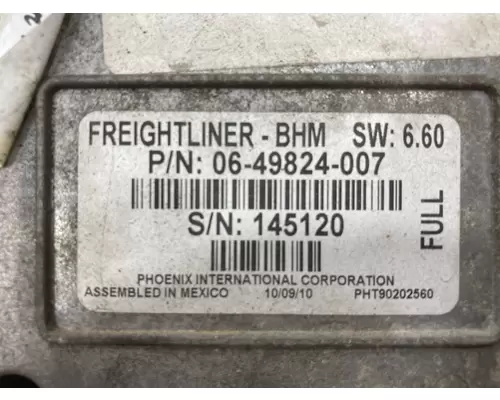 FREIGHTLINER - BHM SW: 6.60
P/N: 06-49824-007
S/N: 145120
FULL
PHOENIX INTERNATIONAL CORPORATION
ASSEMBLED IN MEXICO 10/09/10 PHT90202560